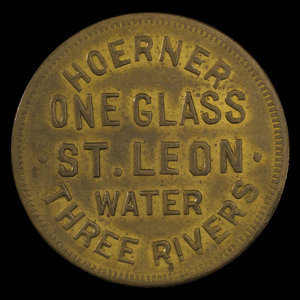 HOERNER
ONE GLASS
· ST. LEON ·
WATER
THREE RIVERS